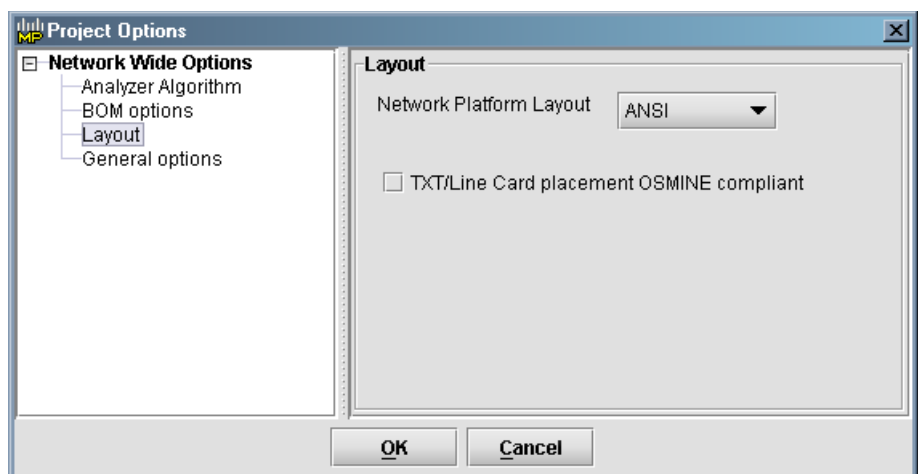 MP Project Options
Network Wide Options
Analyzer Algorithm
BOM options
Layout
General options
Layout
Network Platform Layout ANSI
TXT/Line Card placement OSMINE compliant
OK Cancel